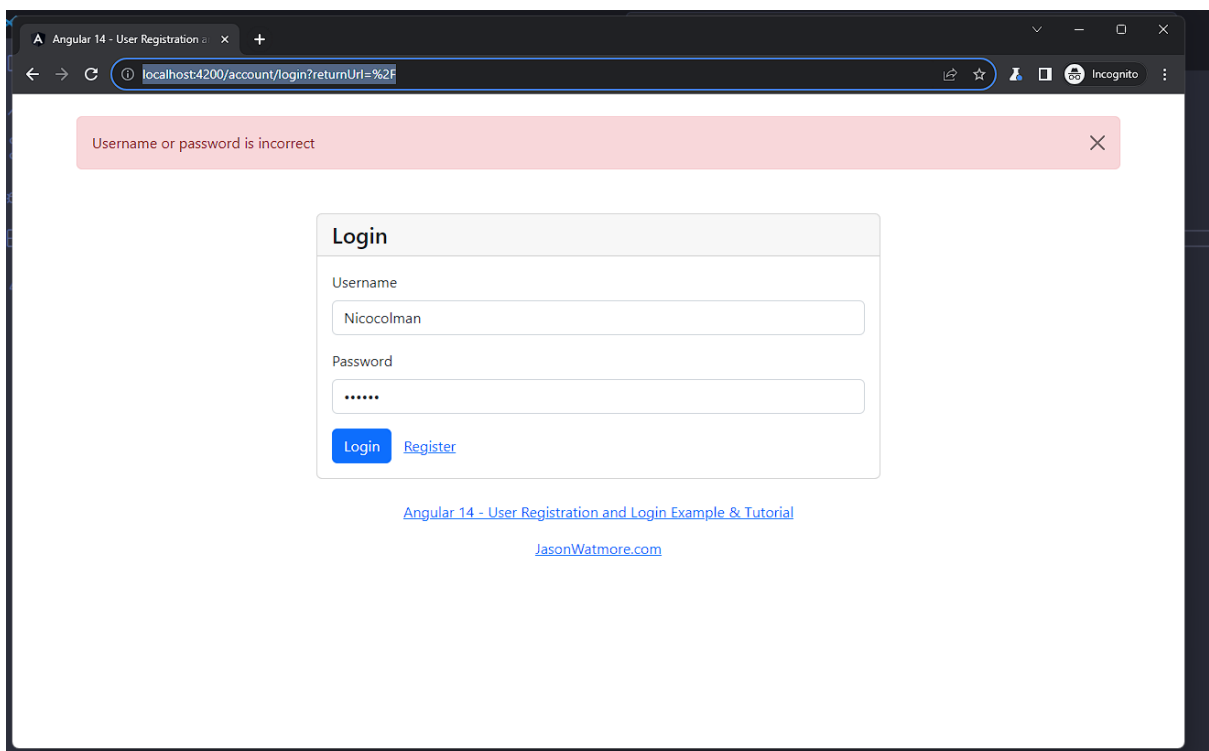 Angular 14 - User Registration a
localhost:4200/account/login?returnUrl=%2F
Incognito
Username or password is incorrect
Login
Username
Nicocolman
Password
••••••
Login Register
Angular 14 - User Registration and Login Example & Tutorial
JasonWatmore.com